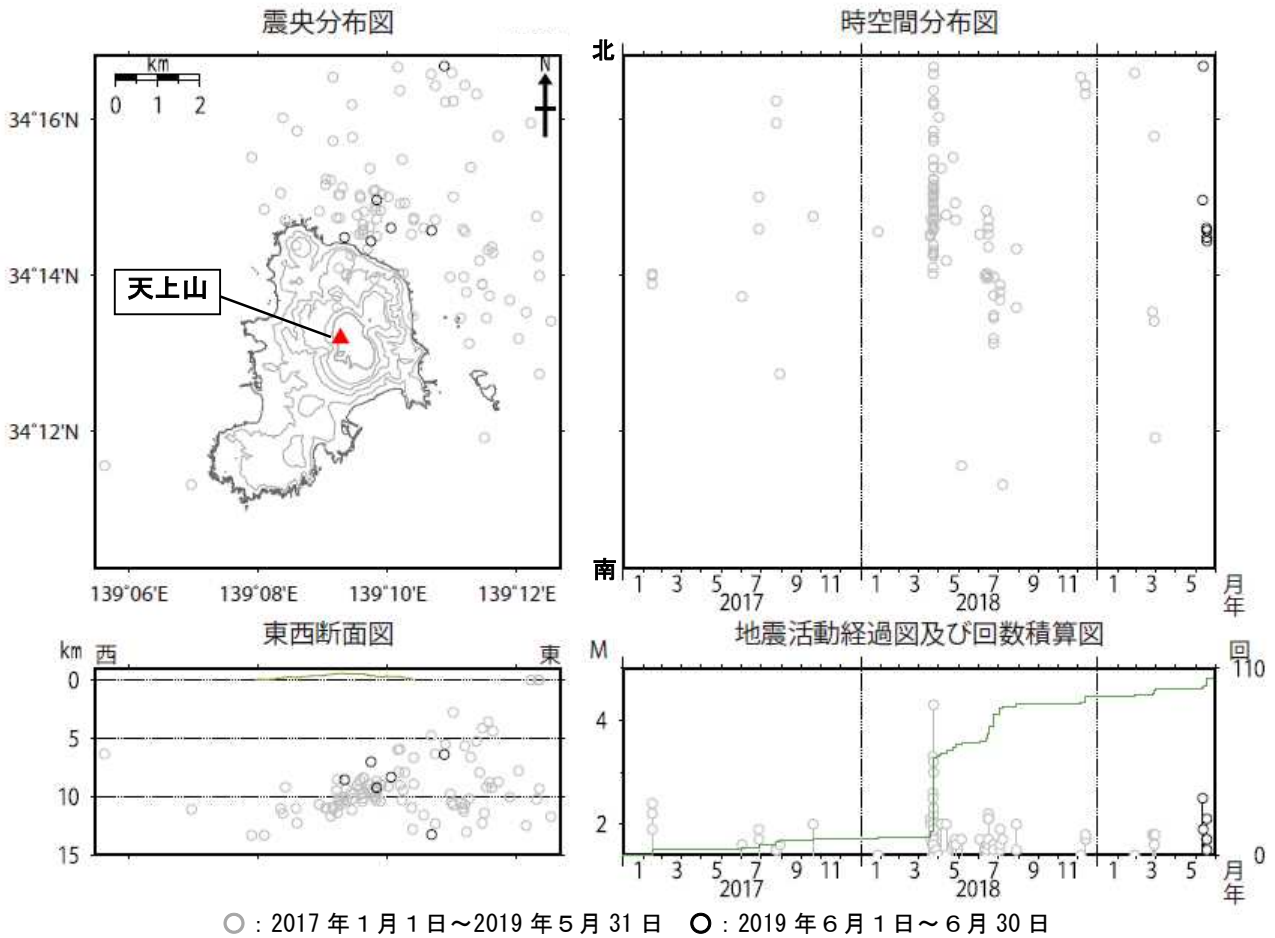 震央分布図
km
0 1 2
N
34°16'N
34°14'N
34°12'N
天上山
139°06'E 139°08'E 139°10'E 139°12'E
時空間分布図
北
南
1 3 5 7 9 11 1 3 5 7 9 11 1 3 5 月
2017 2018 年
東西断面図
km 西 東
0
5
10
15
地震活動経過図及び回数積算図
M 回
110
4
2
0
1 3 5 7 9 11 1 3 5 7 9 11 1 3 5 月
2017 2018 年
○：2017 年 1 月 1 日～2019 年 5 月 31 日 ○：2019 年 6 月 1 日～6 月 30 日